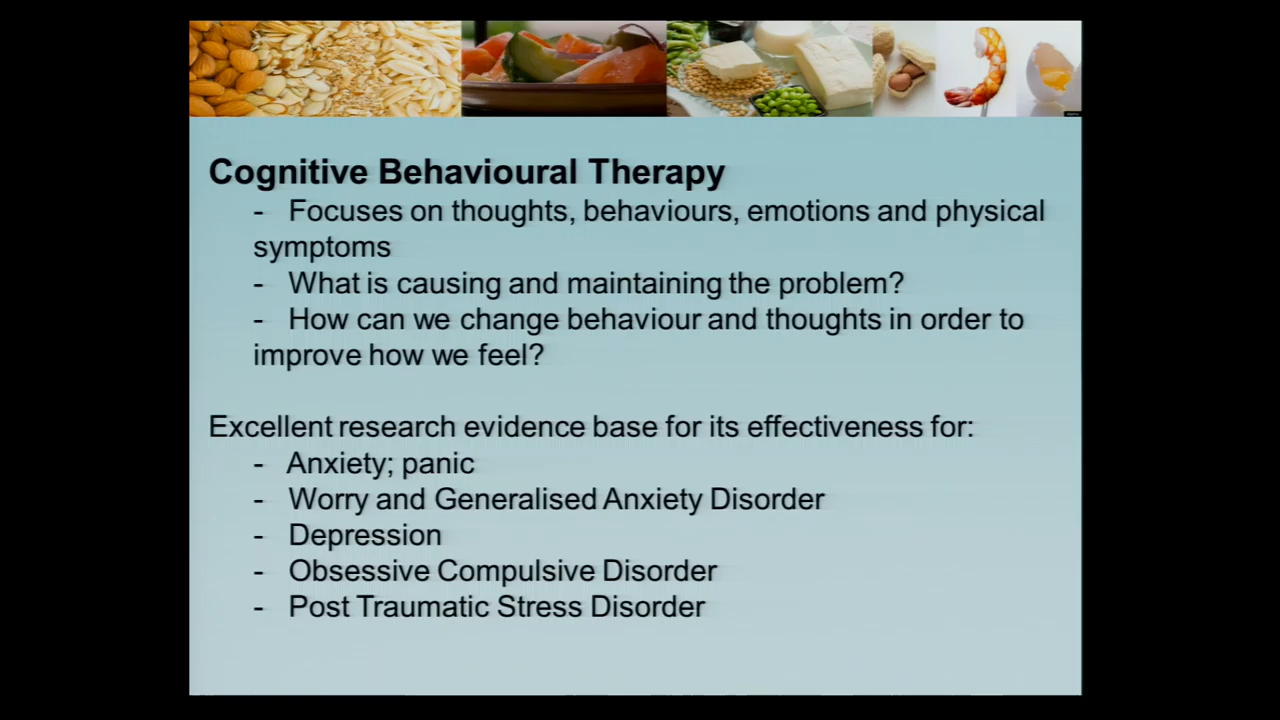 Cognitive Behavioural Therapy
- Focuses on thoughts, behaviours, emotions and physical
symptoms
- What is causing and maintaining the problem?
- How can we change behaviour and thoughts in order to
improve how we feel?
Excellent research evidence base for its effectiveness for:
- Anxiety; panic
- Worry and Generalised Anxiety Disorder
- Depression
- Obsessive Compulsive Disorder
- Post Traumatic Stress Disorder